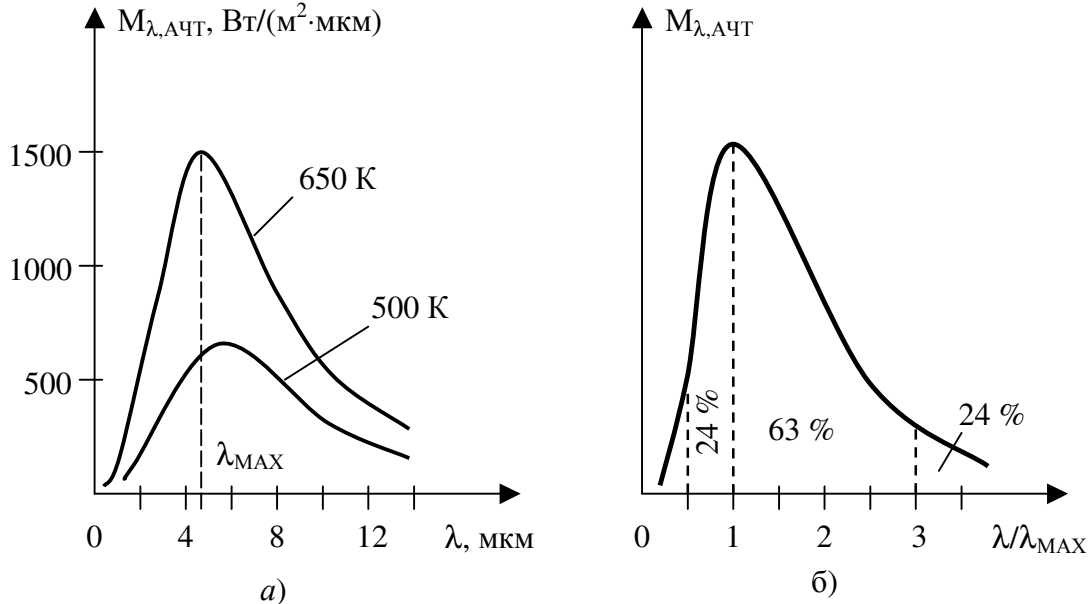 M_λ,АЧТ, Вт/(м²·мкм)
1500
1000
500
650 К
500 К
λ_MAX
0 4 8 12 λ, мкм
а)
M_λ,АЧТ
24 %
63 %
24 %
0 1 2 3 λ/λ_MAX
б)